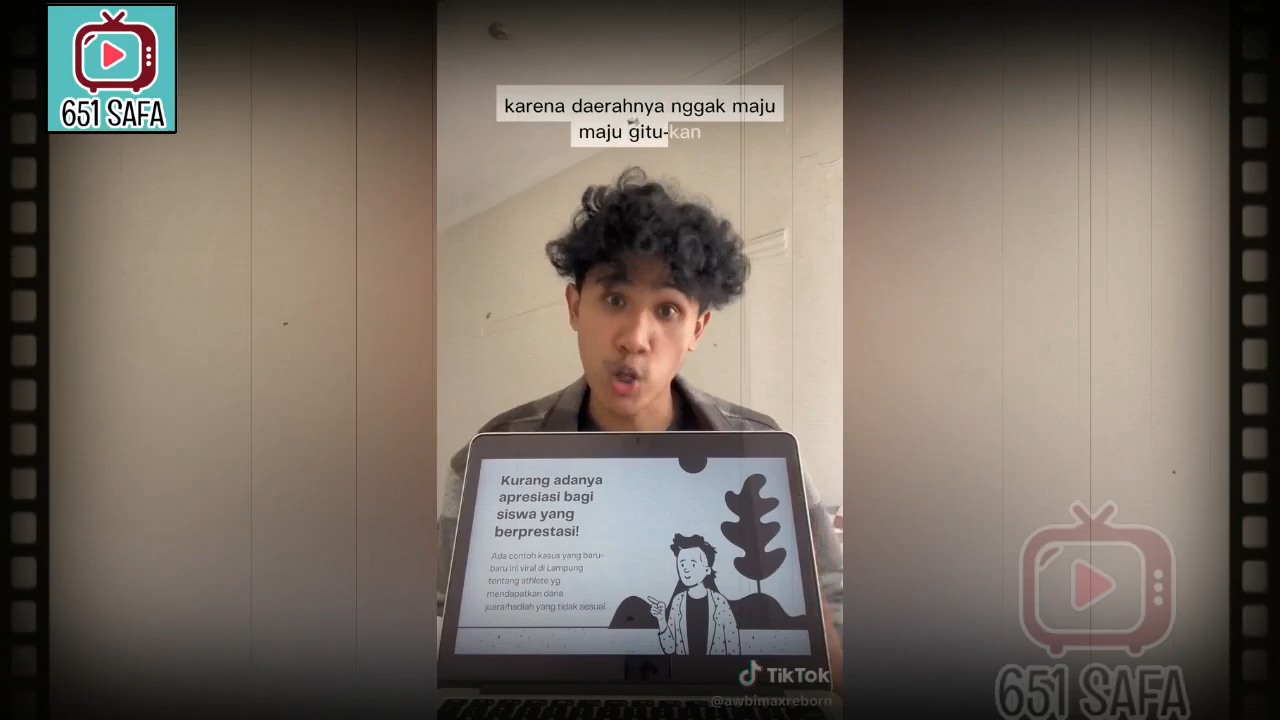 651 SAFA
karena daerahnya nggak maju
maju gitu-kan
Kurang adanya
apresiasi bagi
siswa yang
berprestasi!
Ada contoh kasus yang baru-
baru ini viral di Lampung
tentang athlete yg
mendapatkan dana
juara/hadiah yang tidak sesuai.
TikTok
@awbimaxreborn
651 SAFA